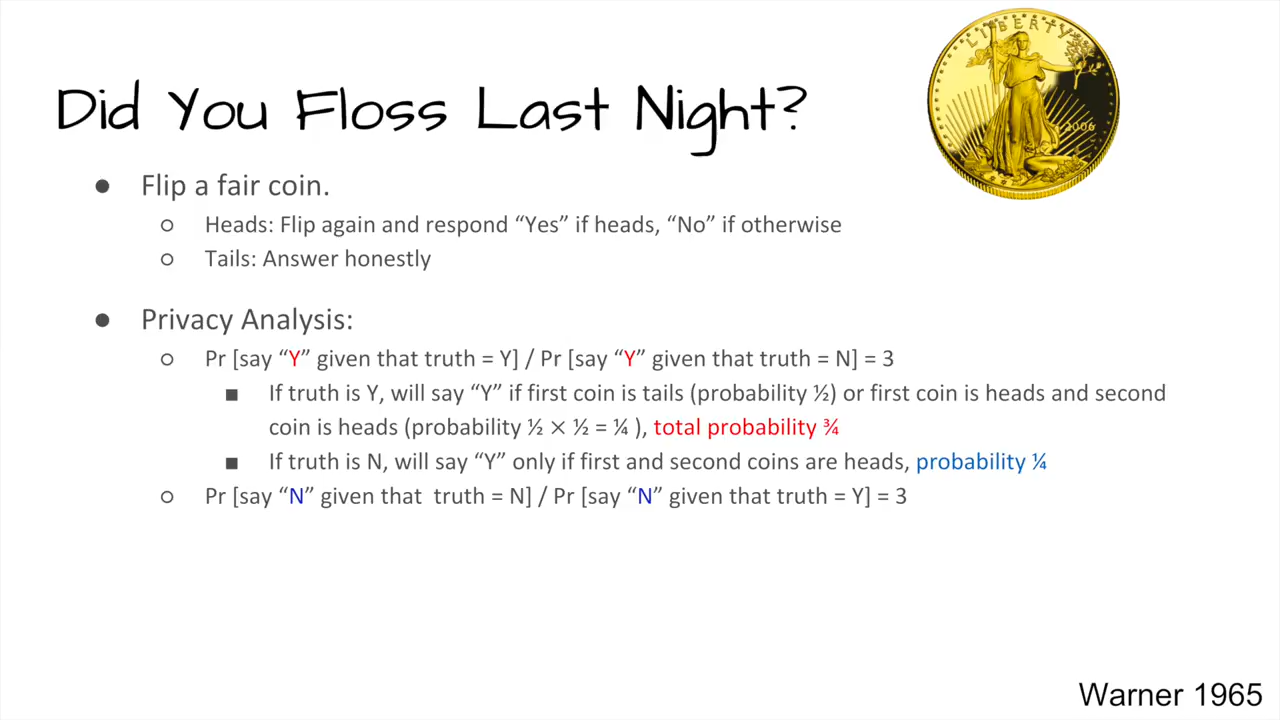 LIBERTY
2006
Did You Floss Last Night?
● Flip a fair coin.
○ Heads: Flip again and respond “Yes” if heads, “No” if otherwise
○ Tails: Answer honestly
● Privacy Analysis:
○ Pr [say “Y” given that truth = Y] / Pr [say “Y” given that truth = N] = 3
■ If truth is Y, will say “Y” if first coin is tails (probability ½) or first coin is heads and second
coin is heads (probability ½ × ½ = ¼ ), total probability ¾
■ If truth is N, will say “Y” only if first and second coins are heads, probability ¼
○ Pr [say “N” given that  truth = N] / Pr [say “N” given that truth = Y] = 3
Warner 1965